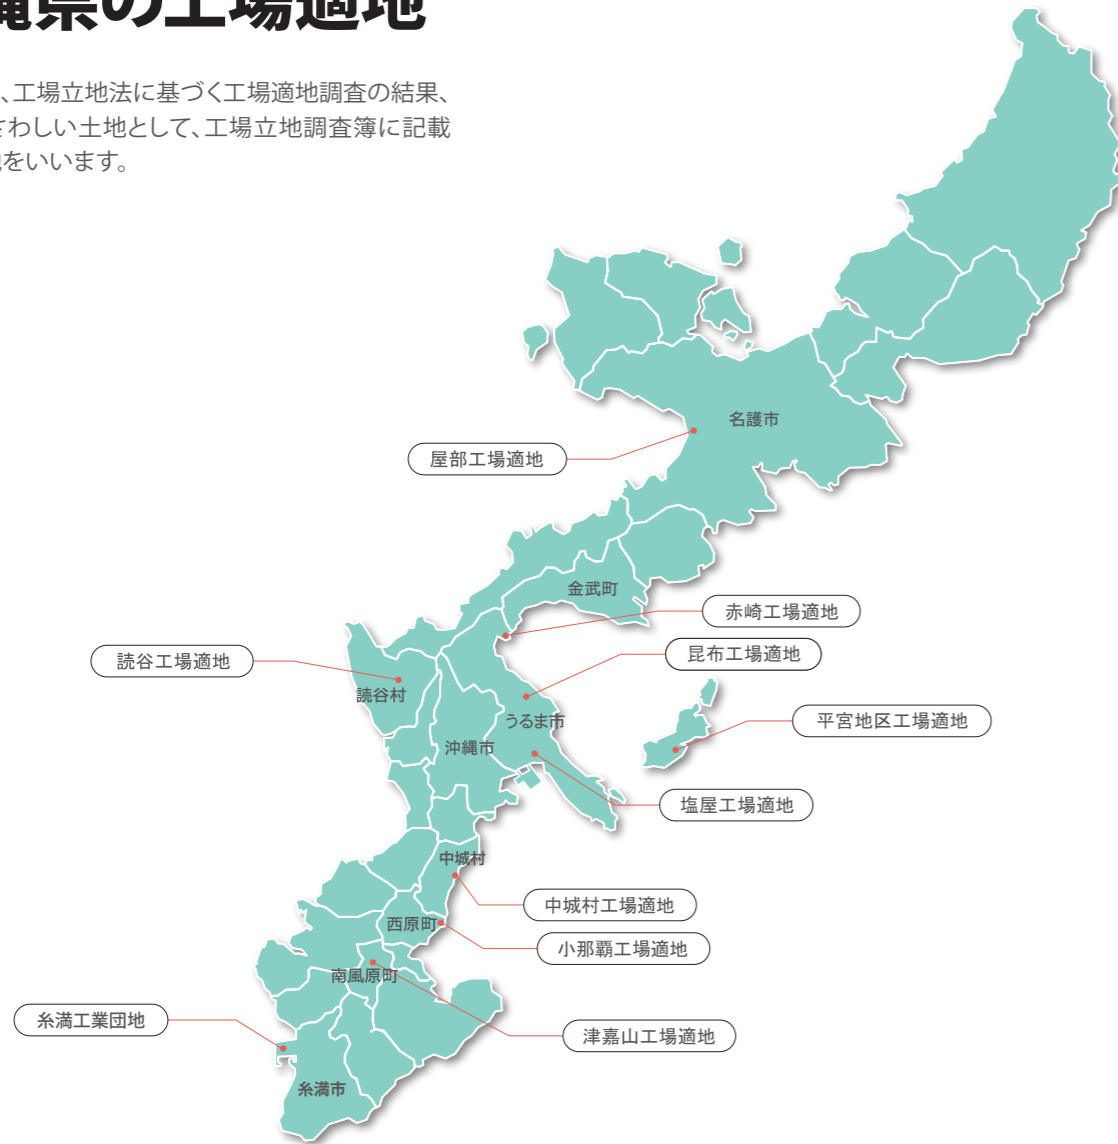 縄県の工場適地
、工場立地法に基づく工場適地調査の結果、
さわしい土地として、工場立地調査簿に記載
地をいいます。
名護市
屋部工場適地
金武町
赤崎工場適地
昆布工場適地
読谷工場適地
読谷村
平宮地区工場適地
うるま市
沖縄市
塩屋工場適地
中城村
中城村工場適地
西原町
小那覇工場適地
南風原町
糸満工業団地
津嘉山工場適地
糸満市